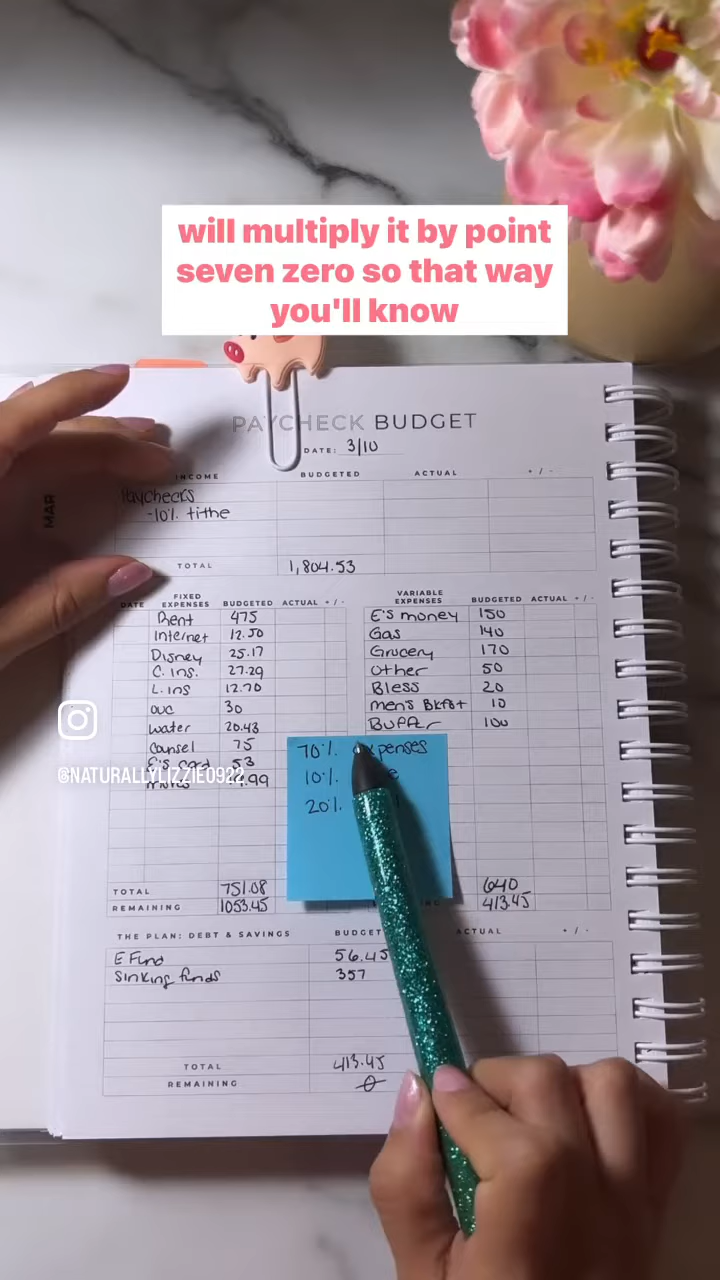 will multiply it by point
seven zero so that way
you'll know
PAYCHECK BUDGET
DATE: 3/10
MAR
INCOME BUDGETED ACTUAL + / -
Paychecks
-10% tithe
TOTAL 1,804.53
DATE FIXED EXPENSES BUDGETED ACTUAL + / -
Rent 475
Internet 12.50
Disney 25.17
C. ins. 27.29
L. ins 12.70
30
water 20.43
Counsel 75
53
.99
TOTAL 751.08
REMAINING 1053.45
VARIABLE EXPENSES BUDGETED ACTUAL + / -
E's money 150
Gas 140
Grocery 170
Other 50
Bless 20
men's Bkfst 10
Buffer 100
640
413.45
70%. expenses
10%.
20%.
@NATURALLYLIZZIE0922
THE PLAN: DEBT & SAVINGS BUDGET ACTUAL + / -
E Fund 56.45
Sinking funds 357
TOTAL 413.45
REMAINING 0